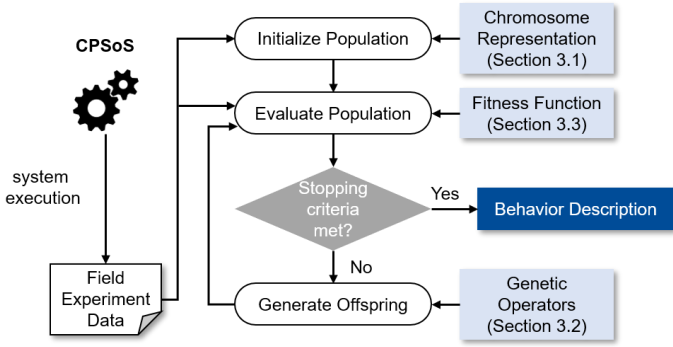 CPSoS
system
execution
Field
Experiment
Data
Initialize Population
Evaluate Population
Stopping
criteria
met?
Yes
No
Generate Offspring
Chromosome
Representation
(Section 3.1)
Fitness Function
(Section 3.3)
Behavior Description
Genetic
Operators
(Section 3.2)